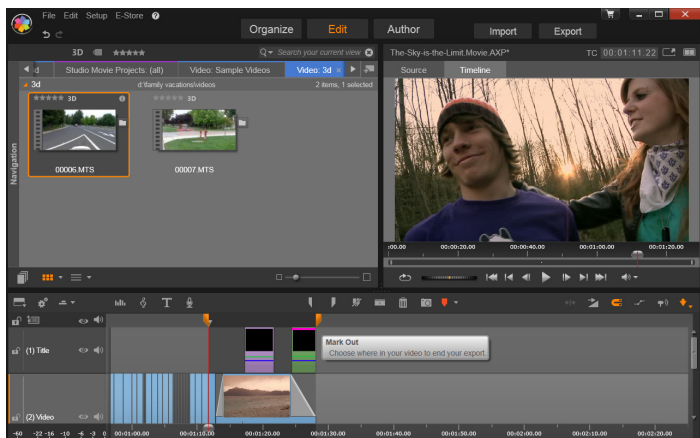 File Edit Setup E-Store ?
Organize Edit Author Import Export
3D Search your current view
The-Sky-is-the-Limit.Movie.AXP* TC 00:01:11.22
d Studio Movie Projects: (all) Video: Sample Videos Video: 3d ×
Source Timeline
3d d:\family vacations\videos 2 items, 1 selected
3D 3D
Navigation
00006.MTS 00007.MTS
:00.00 00:00:20.00 00:00:40.00 00:01:00.00 00:01:20.00
T
(1) Title
Mark Out
Choose where in your video to end your export.
(2) Video
-60 -22 -16 -10 -6 -3 0 00:01:00.00 00:01:10.00 00:01:20.00 00:01:30.00 00:01:40.00 00:01:50.00 00:02:00.00 00:02:10.00 00:02:20.00